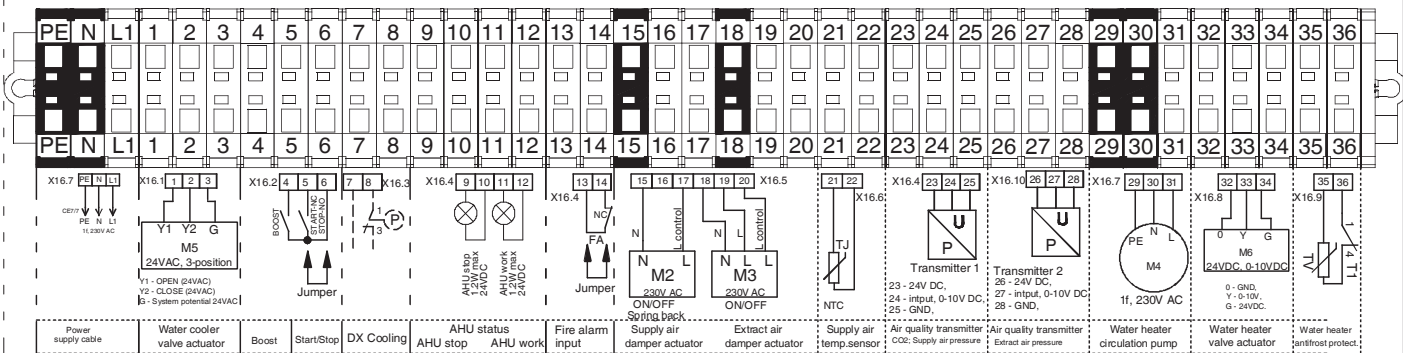 PE N L1 1 2 3 4 5 6 7 8 9 10 11 12 13 14 15 16 17 18 19 20 21 22 23 24 25 26 27 28 29 30 31 32 33 34 35 36
PE N L1 1 2 3 4 5 6 7 8 9 10 11 12 13 14 15 16 17 18 19 20 21 22 23 24 25 26 27 28 29 30 31 32 33 34 35 36
X16.7 PE N L1
CE7/7
PE N L1
1f, 230V AC
X16.1 1 2 3
Y1 Y2 G
M5
24VAC, 3-position
Y1 - OPEN (24VAC)
Y2 - CLOSE (24VAC)
G - System potential 24VAC
X16.2 4 5 6
BOOST
START-NC
STOP-NO
Jumper
7 8 X16.3
1
3
P
X16.4 9 10 11 12
AHU stop
1.2W max
24VDC
AHU work
1.2W max
24VDC
13 14
X16.4
NC
FA
Jumper
15 16 17 18 19 20 X16.5
N L control N L L control
N L L
M2
230V AC
ON/OFF
Spring back
N L L
M3
230V AC
ON/OFF
21 22
X16.6
TJ
NTC
X16.4 23 24 25
U
P
Transmitter 1
23 - 24V DC,
24 - intput, 0-10V DC
25 - GND,
X16.10 26 27 28
U
P
Transmitter 2
26 - 24V DC,
27 - intput, 0-10V DC
28 - GND,
X16.7 29 30 31
PE N L
M4
1f, 230V AC
32 33 34
X16.8
0 Y G
M6
24VDC, 0-10VDC
0 - GND,
Y - 0-10V,
G - 24VDC.
35 36
X16.9
TV
1
4
T1
Power
supply cable
Water cooler
valve actuator
Boost
Start/Stop
DX Cooling
AHU status
AHU stop AHU work
Fire alarm
input
Supply air
damper actuator
Extract air
damper actuator
Supply air
temp.sensor
Air quality transmitter
CO2; Supply air pressure
Air quality transmitter
Extract air pressure
Water heater
circulation pump
Water heater
valve actuator
Water heater
antifrost protect.